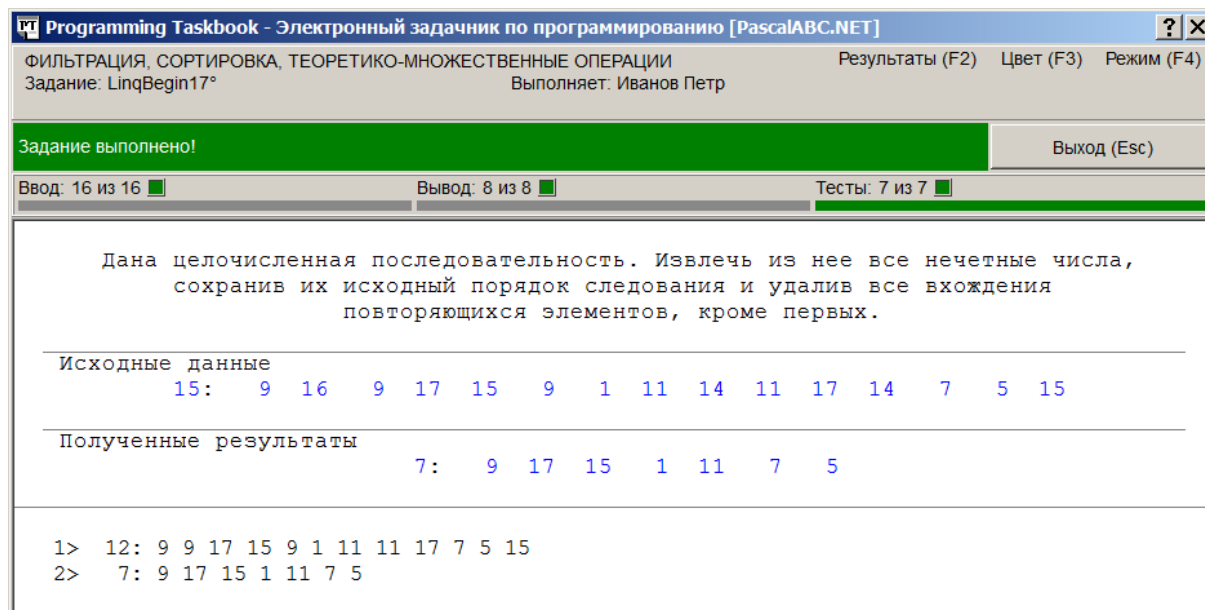 Programming Taskbook - Электронный задачник по программированию [PascalABC.NET]
ФИЛЬТРАЦИЯ, СОРТИРОВКА, ТЕОРЕТИКО-МНОЖЕСТВЕННЫЕ ОПЕРАЦИИ Результаты (F2) Цвет (F3) Режим (F4)
Задание: LinqBegin17° Выполняет: Иванов Петр
Задание выполнено! Выход (Esc)
Ввод: 16 из 16 Вывод: 8 из 8 Тесты: 7 из 7
Дана целочисленная последовательность. Извлечь из нее все нечетные числа,
сохранив их исходный порядок следования и удалив все вхождения
повторяющихся элементов, кроме первых.
Исходные данные
15: 9 16 9 17 15 9 1 11 14 11 17 14 7 5 15
Полученные результаты
7: 9 17 15 1 11 7 5
1> 12: 9 9 17 15 9 1 11 11 17 7 5 15
2> 7: 9 17 15 1 11 7 5